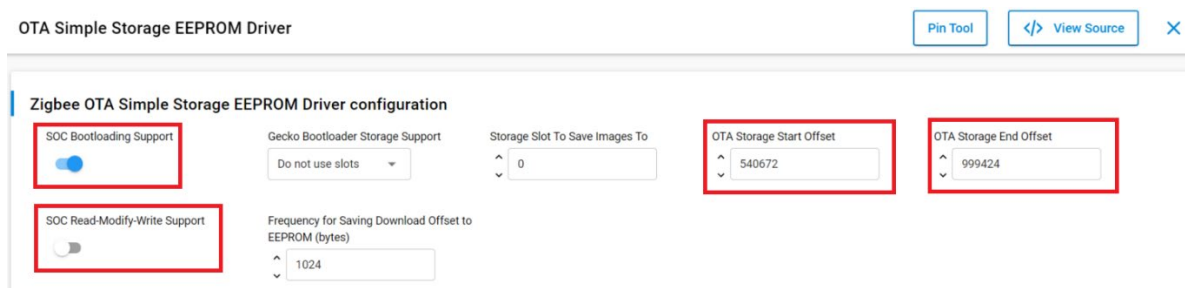 OTA Simple Storage EEPROM Driver
Pin Tool
</> View Source
Zigbee OTA Simple Storage EEPROM Driver configuration
SOC Bootloading Support
Gecko Bootloader Storage Support
Storage Slot To Save Images To
OTA Storage Start Offset
OTA Storage End Offset
Do not use slots
0
540672
999424
SOC Read-Modify-Write Support
Frequency for Saving Download Offset to
EEPROM (bytes)
1024